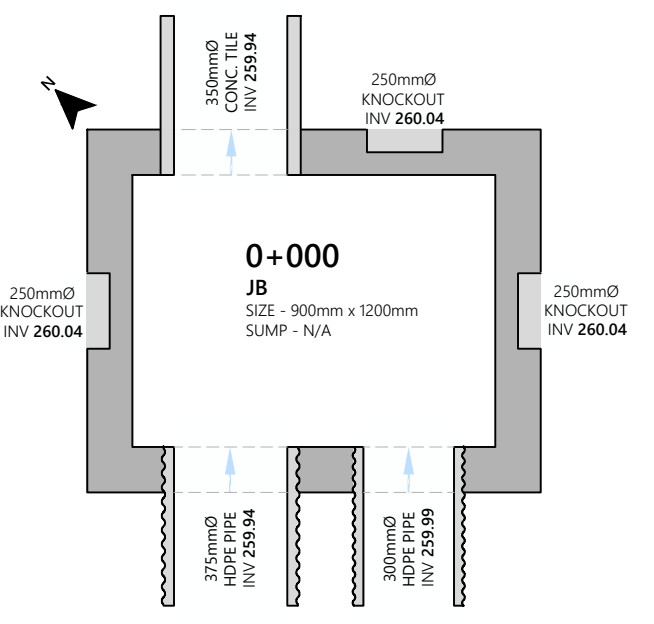 350mmØ
CONC. TILE
INV 259.94
N
250mmØ
KNOCKOUT
INV 260.04
0+000
JB
SIZE - 900mm x 1200mm
SUMP - N/A
250mmØ
KNOCKOUT
INV 260.04
250mmØ
KNOCKOUT
INV 260.04
375mmØ
HDPE PIPE
INV 259.94
300mmØ
HDPE PIPE
INV 259.99